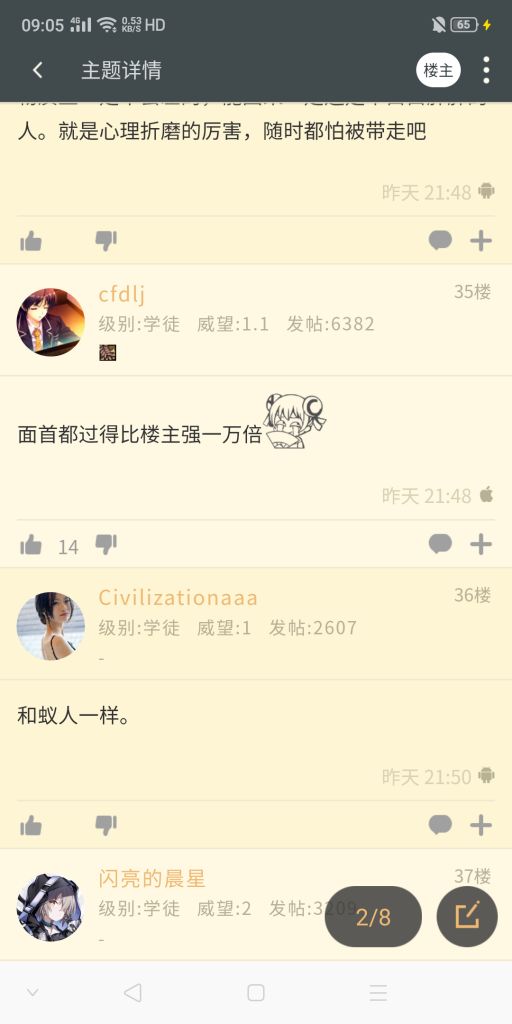 09:05 4G 0.53 KB/S HD 65
主题详情 楼主
人。就是心理折磨的厉害，随时都怕被带走吧
昨天 21:48
cfdlj 35楼
级别:学徒 威望:1.1 发帖:6382
面首都过得比楼主强一万倍
昨天 21:48
14
Civilizationaaa 36楼
级别:学徒 威望:1 发帖:2607
-
和蚁人一样。
昨天 21:50
闪亮的晨星 37楼
级别:学徒 威望:2 发帖:3209
-
2/8